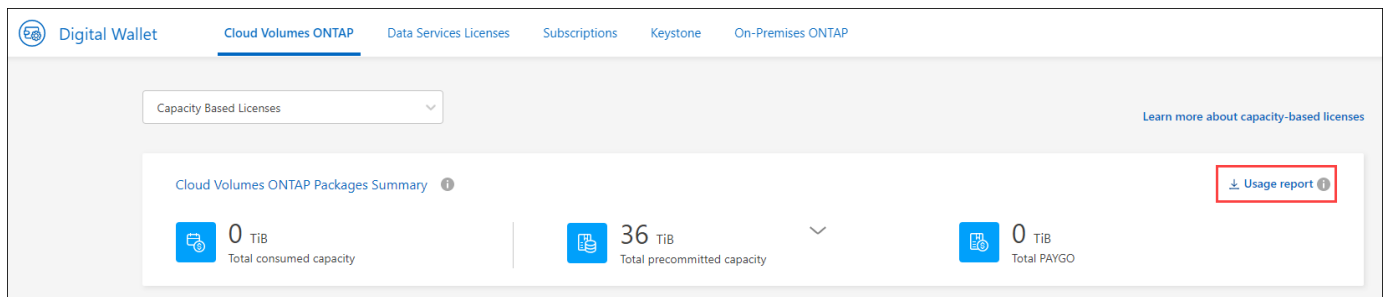 Digital Wallet
Cloud Volumes ONTAP
Data Services Licenses
Subscriptions
Keystone
On-Premises ONTAP
Capacity Based Licenses
Learn more about capacity-based licenses
Cloud Volumes ONTAP Packages Summary
Usage report
0 TiB
Total consumed capacity
36 TiB
Total precommitted capacity
0 TiB
Total PAYGO